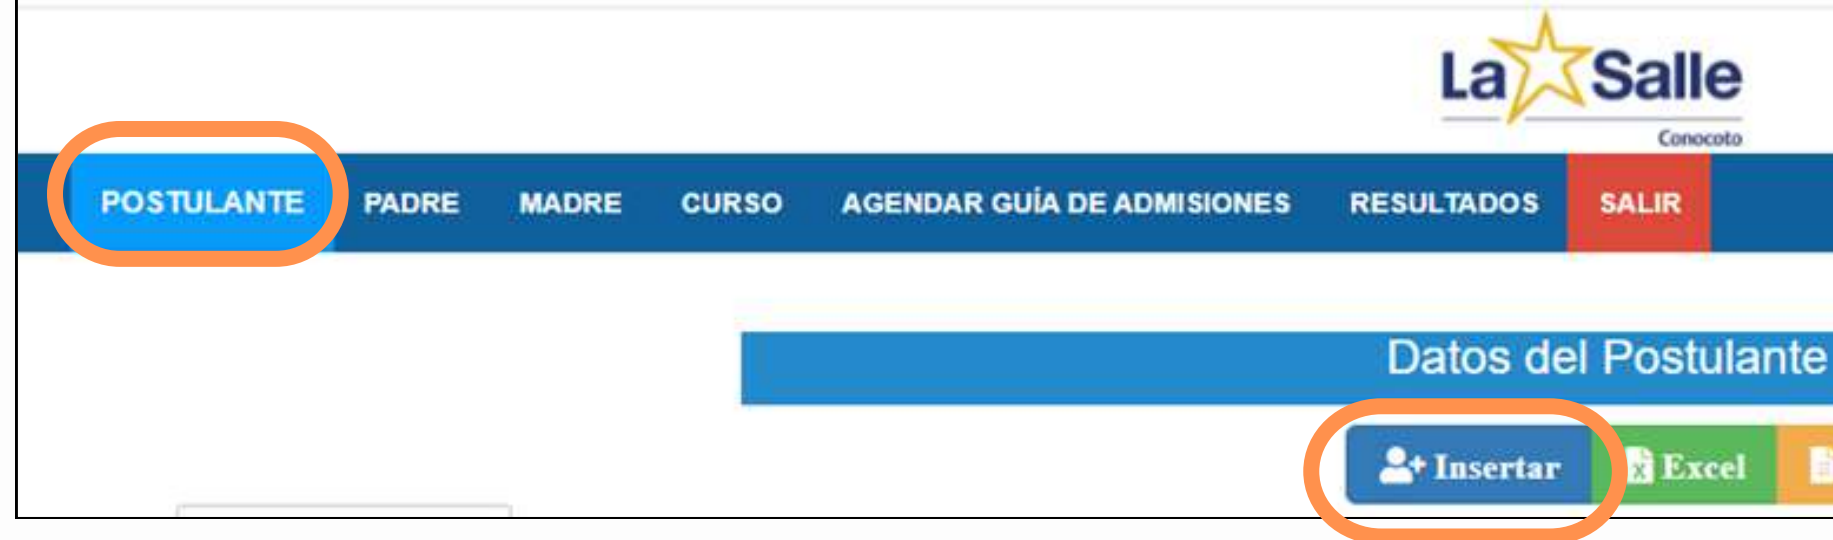 La Salle
Conocoto
POSTULANTE PADRE MADRE CURSO AGENDAR GUÍA DE ADMISIONES RESULTADOS SALIR
Datos del Postulante
Insertar Excel